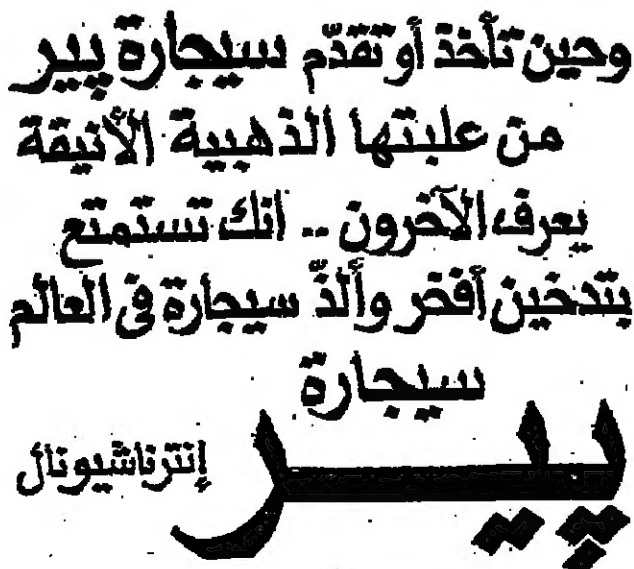 وحين تأخذ أو تقدّم سيجارة پير
من علبتها الذهبية الأنيقة
يعرف الآخرون .. انك تستمتع
بتدخين أفخر وألذّ سيجارة في العالم
سيجارة
پير
إنترناشيونال